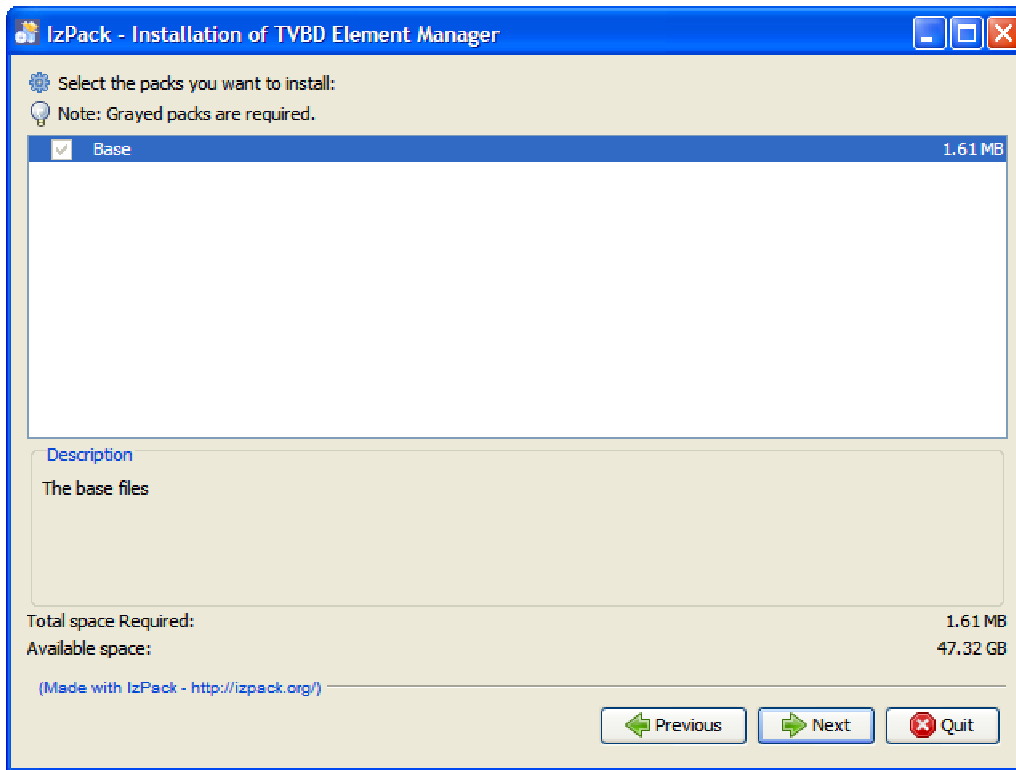 IzPack - Installation of TVBD Element Manager
Select the packs you want to install:
Note: Grayed packs are required.
Base 1.61 MB
Description
The base files
Total space Required: 1.61 MB
Available space: 47.32 GB
(Made with IzPack - http://izpack.org/)
Previous Next Quit